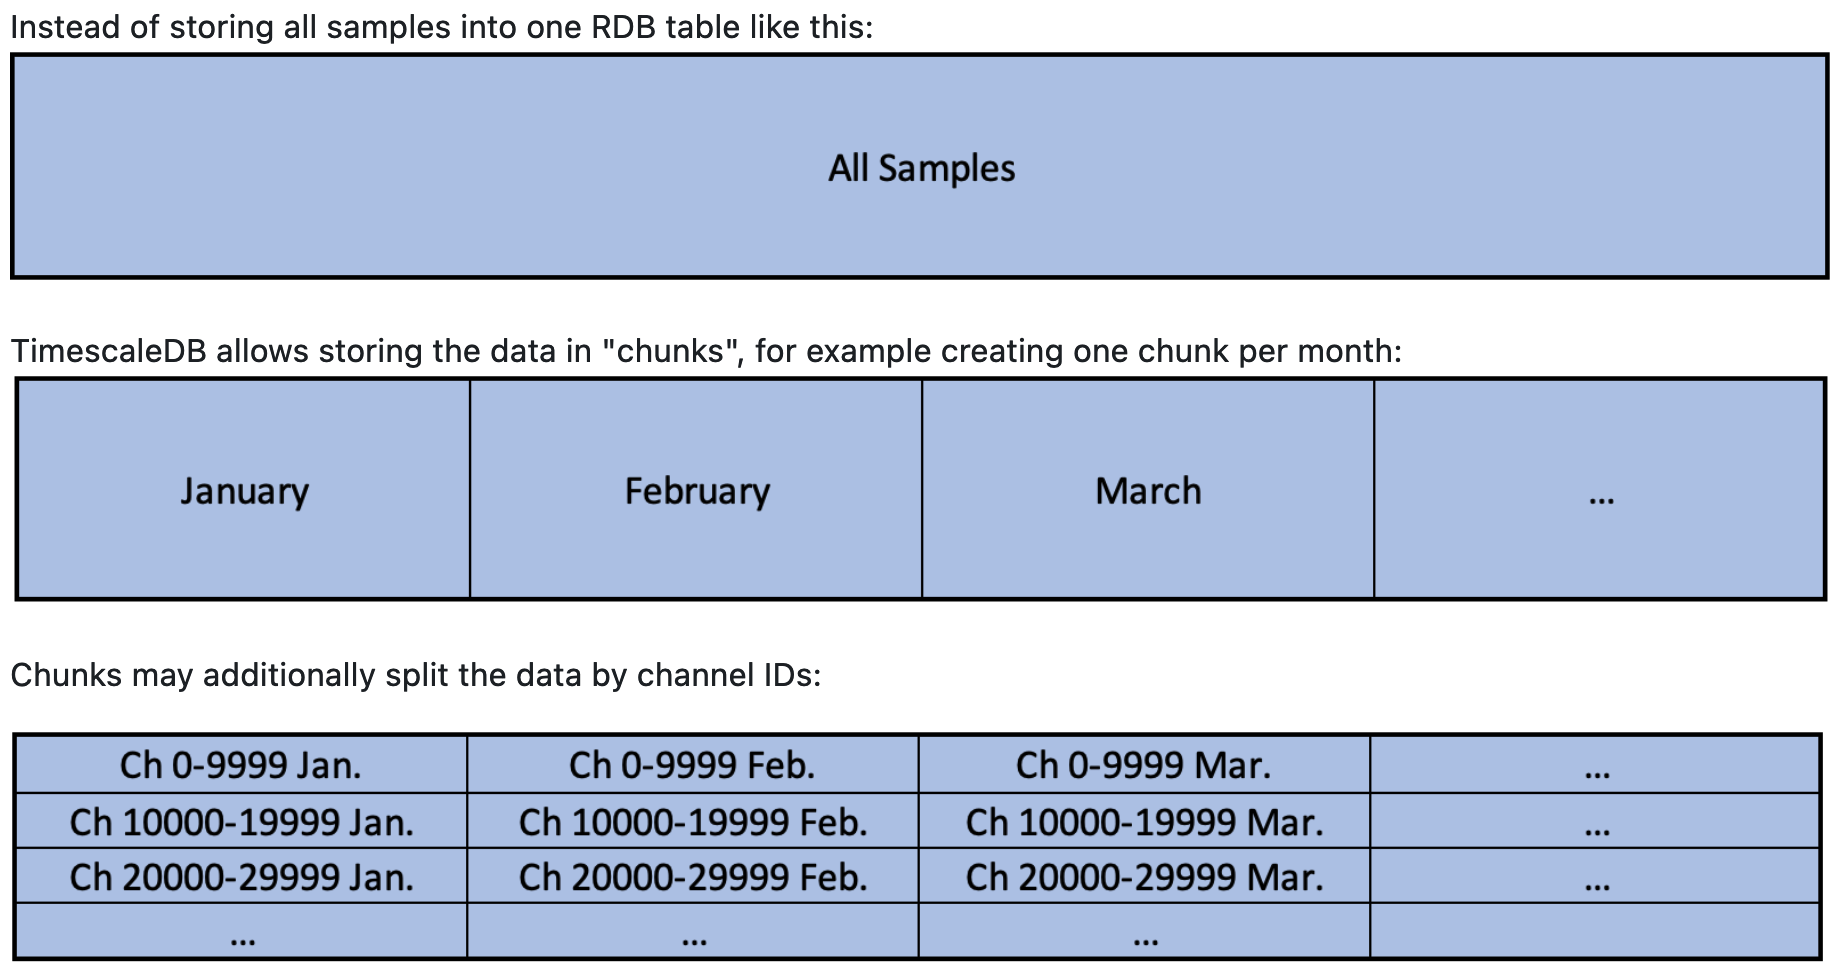 Instead of storing all samples into one RDB table like this:
All Samples
TimescaleDB allows storing the data in "chunks", for example creating one chunk per month:
January February March ...
Chunks may additionally split the data by channel IDs:
Ch 0-9999 Jan. Ch 0-9999 Feb. Ch 0-9999 Mar. ...
Ch 10000-19999 Jan. Ch 10000-19999 Feb. Ch 10000-19999 Mar. ...
Ch 20000-29999 Jan. Ch 20000-29999 Feb. Ch 20000-29999 Mar. ...
... ... ...